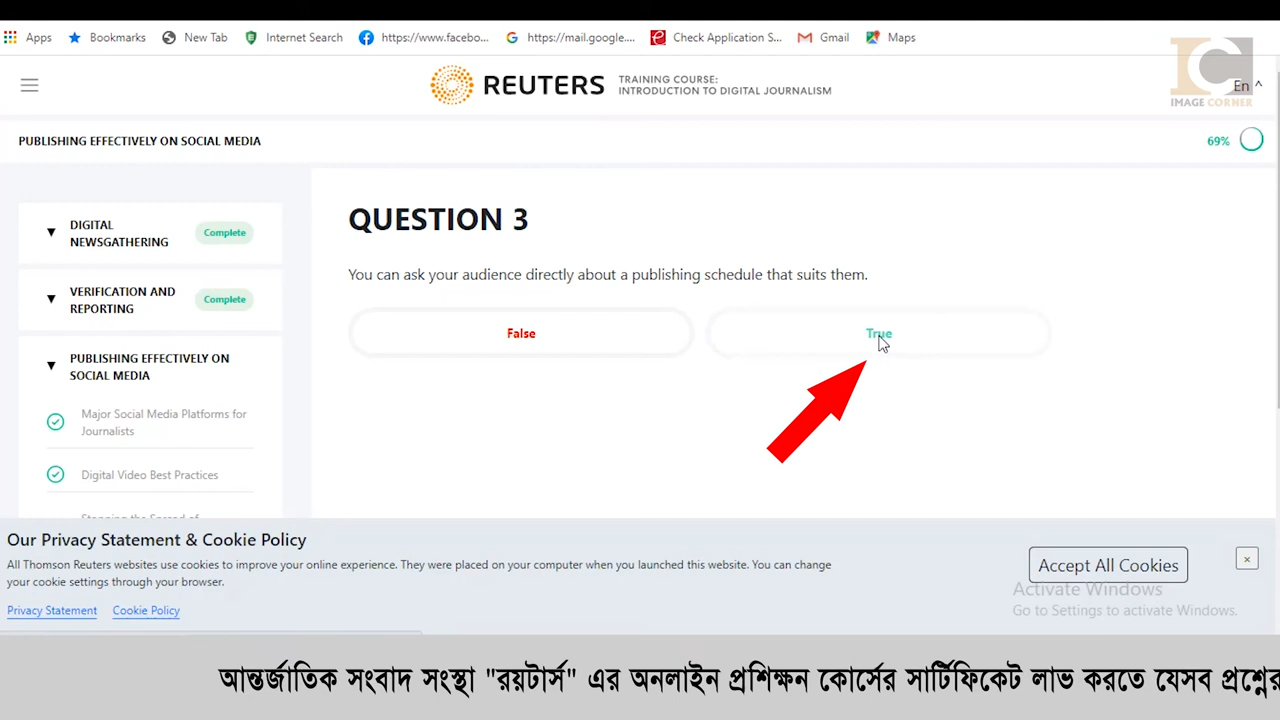 Apps Bookmarks New Tab Internet Search https://www.facebo... https://mail.google.... Check Application S... Gmail Maps
REUTERS TRAINING COURSE:
INTRODUCTION TO DIGITAL JOURNALISM
En
IMAGE CORNER
PUBLISHING EFFECTIVELY ON SOCIAL MEDIA
69%
DIGITAL
NEWSGATHERING
Complete
VERIFICATION AND
REPORTING
Complete
PUBLISHING EFFECTIVELY ON
SOCIAL MEDIA
Major Social Media Platforms for
Journalists
Digital Video Best Practices
QUESTION 3
You can ask your audience directly about a publishing schedule that suits them.
False True
Our Privacy Statement & Cookie Policy
All Thomson Reuters websites use cookies to improve your online experience. They were placed on your computer when you launched this website. You can change
your cookie settings through your browser.
Privacy Statement Cookie Policy
Accept All Cookies
Activate Windows
Go to Settings to activate Windows.
আন্তর্জাতিক সংবাদ সংস্থা "রয়টার্স" এর অনলাইন প্রশিক্ষন কোর্সের সার্টিফিকেট লাভ করতে যেসব প্রশ্নের